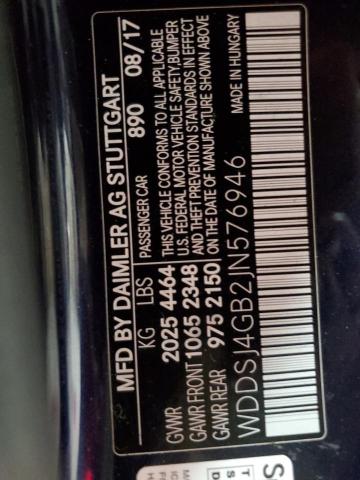 MFD BY DAIMLER AG STUTTGART
890 08/17
KG LBS PASSENGER CAR
GVWR 2025 4464 THIS VEHICLE CONFORMS TO ALL APPLICABLE
GAWR FRONT 1065 2348 U.S. FEDERAL MOTOR VEHICLE SAFETY, BUMPER
AND THEFT PREVENTION STANDARDS IN EFFECT
GAWR REAR 975 2150 ON THE DATE OF MANUFACTURE SHOWN ABOVE
WDDSJ4GB2JN576946 MADE IN HUNGARY